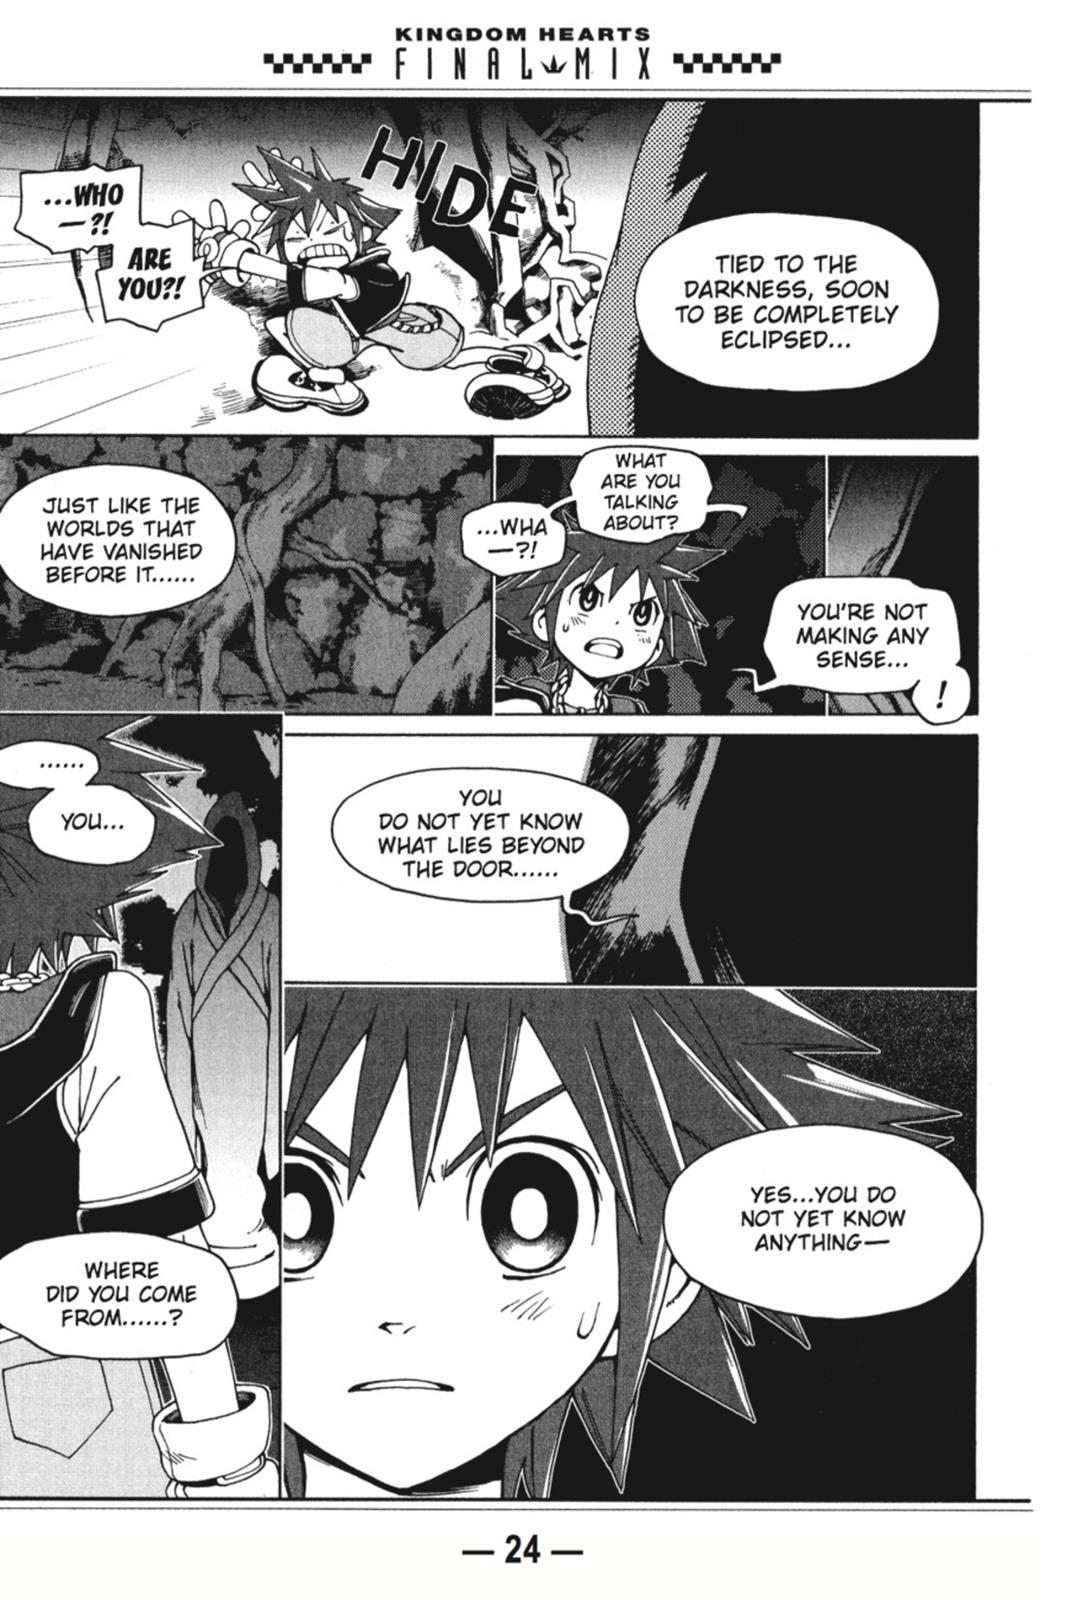 KINGDOM HEARTS
FINAL MIX
...WHO
—?!
ARE
YOU?!
HIDE
TIED TO THE
DARKNESS, SOON
TO BE COMPLETELY
ECLIPSED...
JUST LIKE THE
WORLDS THAT
HAVE VANISHED
BEFORE IT......
...WHA
—?!
WHAT
ARE YOU
TALKING
ABOUT?
YOU'RE NOT
MAKING ANY
SENSE...
!
......
YOU...
WHERE
DID YOU COME
FROM......?
YOU
DO NOT YET KNOW
WHAT LIES BEYOND
THE DOOR......
YES...YOU DO
NOT YET KNOW
ANYTHING—
— 24 —